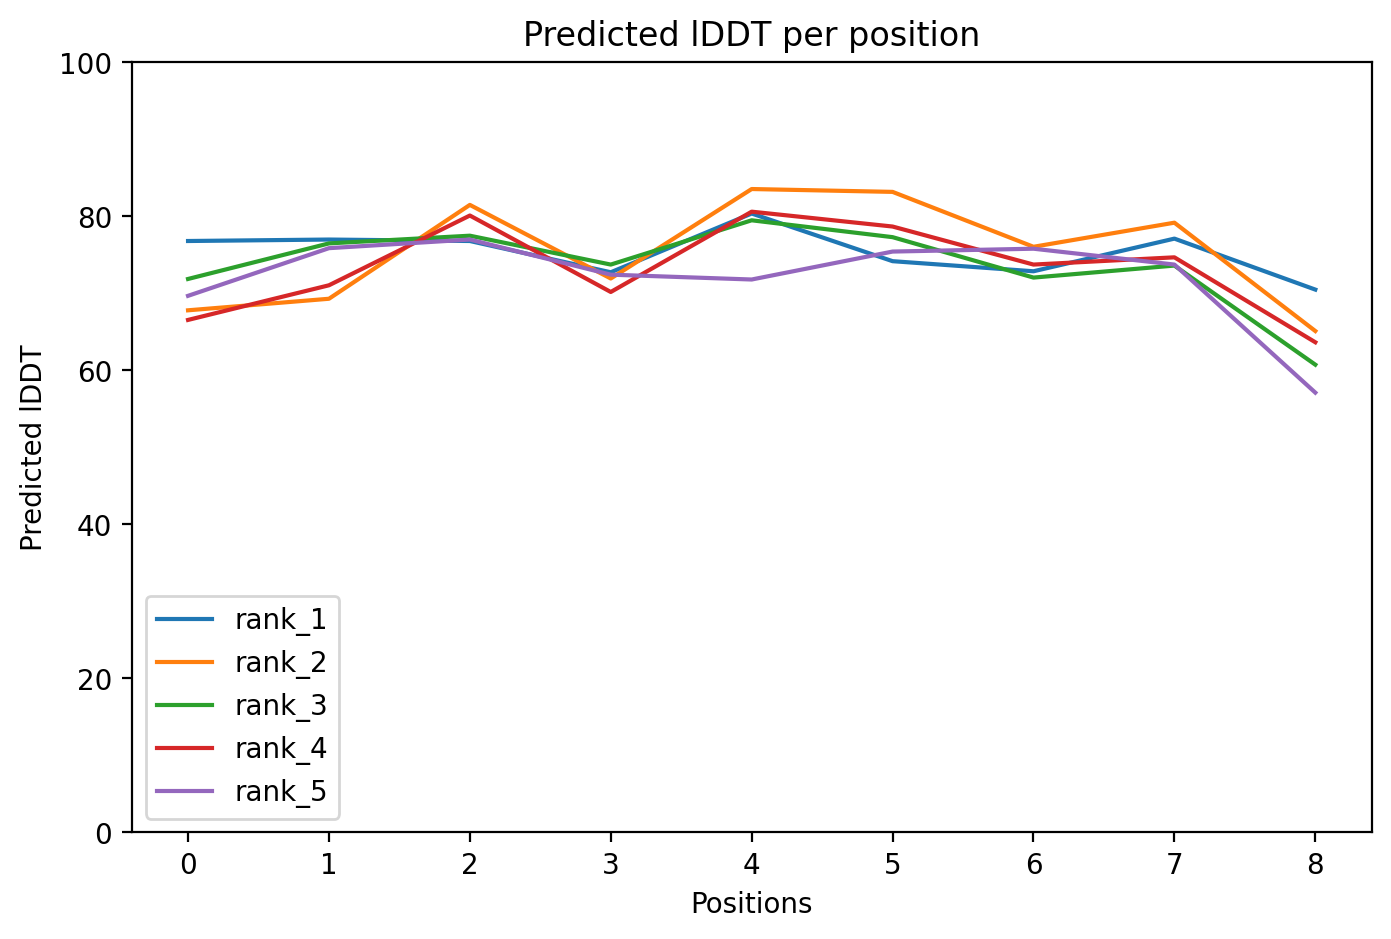 Predicted lDDT per position
Predicted lDDT
100
80
60
40
20
0
rank_1
rank_2
rank_3
rank_4
rank_5
0 1 2 3 4 5 6 7 8
Positions